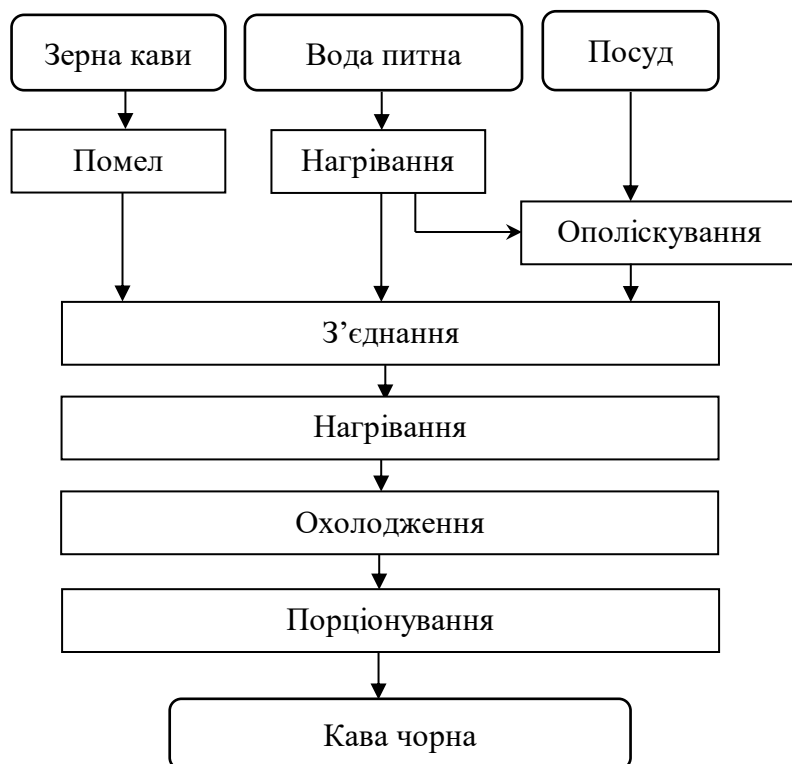 Зерна кави
Вода питна
Посуд
Помел
Нагрівання
Ополіскування
З’єднання
Нагрівання
Охолодження
Порціонування
Кава чорна